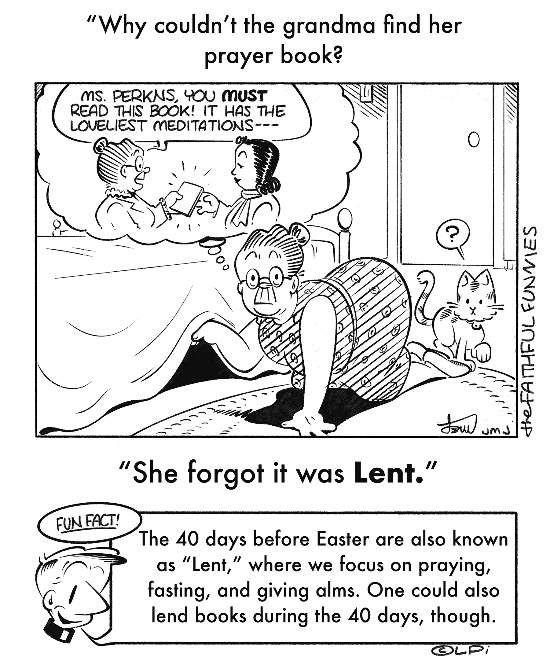 “Why couldn’t the grandma find her
prayer book?
MS. PERKNS, YOU MUST
READ THIS BOOK! IT HAS THE
LOVELIEST MEDITATIONS---
?
the FAITHFUL FUNNIES
JMJ
“She forgot it was Lent.”
FUN FACT!
The 40 days before Easter are also known
as “Lent,” where we focus on praying,
fasting, and giving alms. One could also
lend books during the 40 days, though.
©LPi